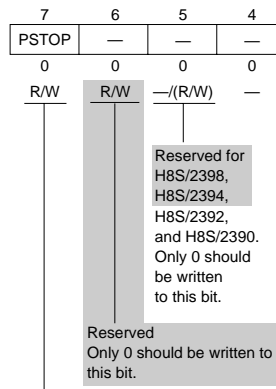 7 6 5 4
PSTOP — — —
0 0 0 0
R/W R/W —/(R/W) —
Reserved for
H8S/2398,
H8S/2394,
H8S/2392,
and H8S/2390.
Only 0 should
be written
to this bit.
Reserved
Only 0 should be written to
this bit.